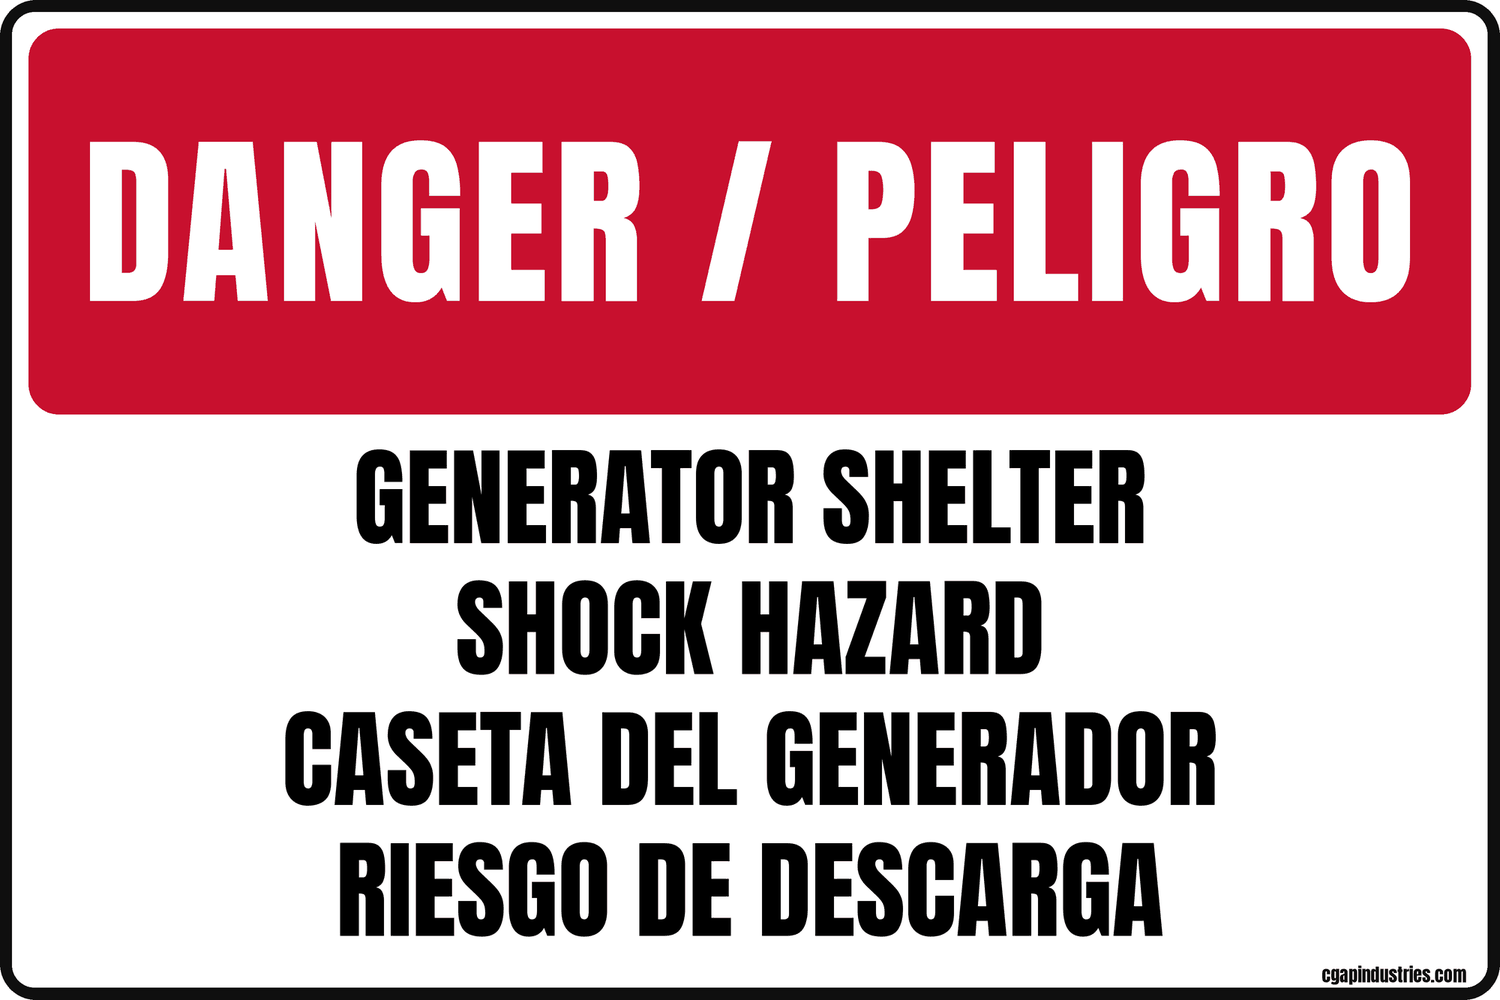 DANGER / PELIGRO
GENERATOR SHELTER
SHOCK HAZARD
CASETA DEL GENERADOR
RIESGO DE DESCARGA
cgapindustries.com